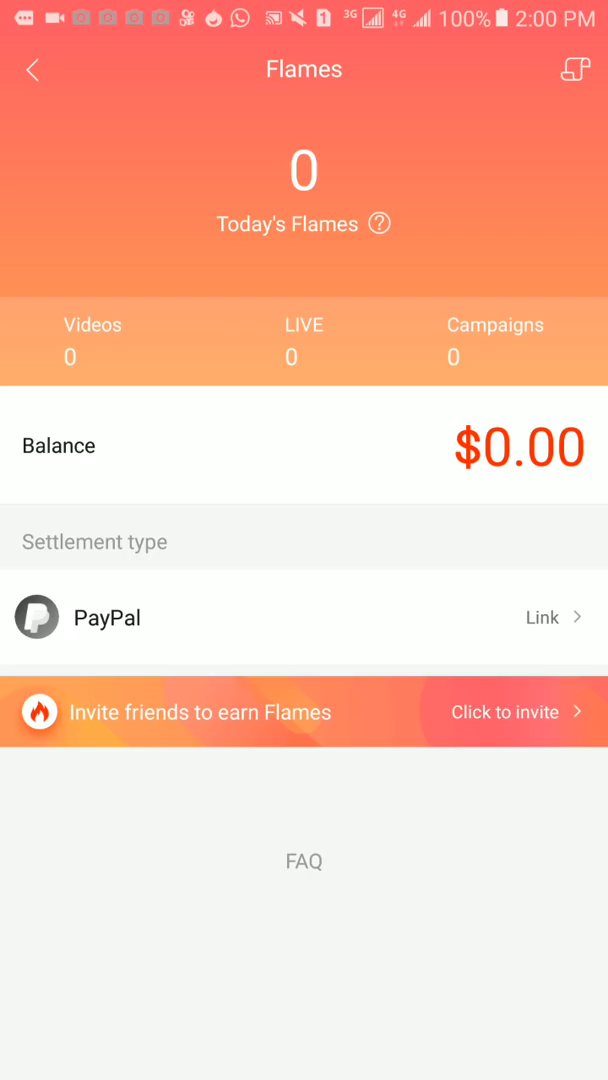 1 3G 4G 100% 2:00 PM
Flames
0
Today's Flames ?
Videos LIVE Campaigns
0 0 0
Balance $0.00
Settlement type
PayPal Link
Invite friends to earn Flames Click to invite
FAQ